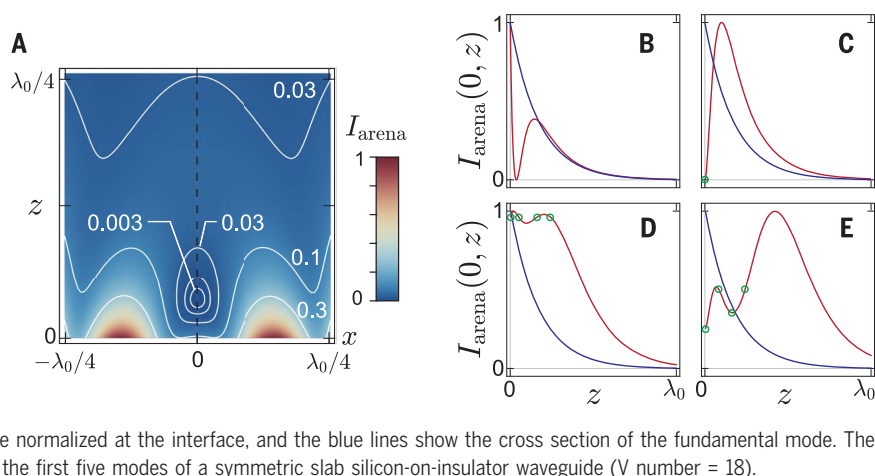 A
B
C
λ₀/4
0.03
I_arena
1
0
z
0.003
0.03
0.1
0.3
0
x
−λ₀/4
0
λ₀/4
I_arena(0, z)
1
0
D
E
I_arena(0, z)
1
0
0
z
λ₀
0
z
λ₀
e normalized at the interface, and the blue lines show the cross section of the fundamental mode. The
the first five modes of a symmetric slab silicon-on-insulator waveguide (V number = 18).